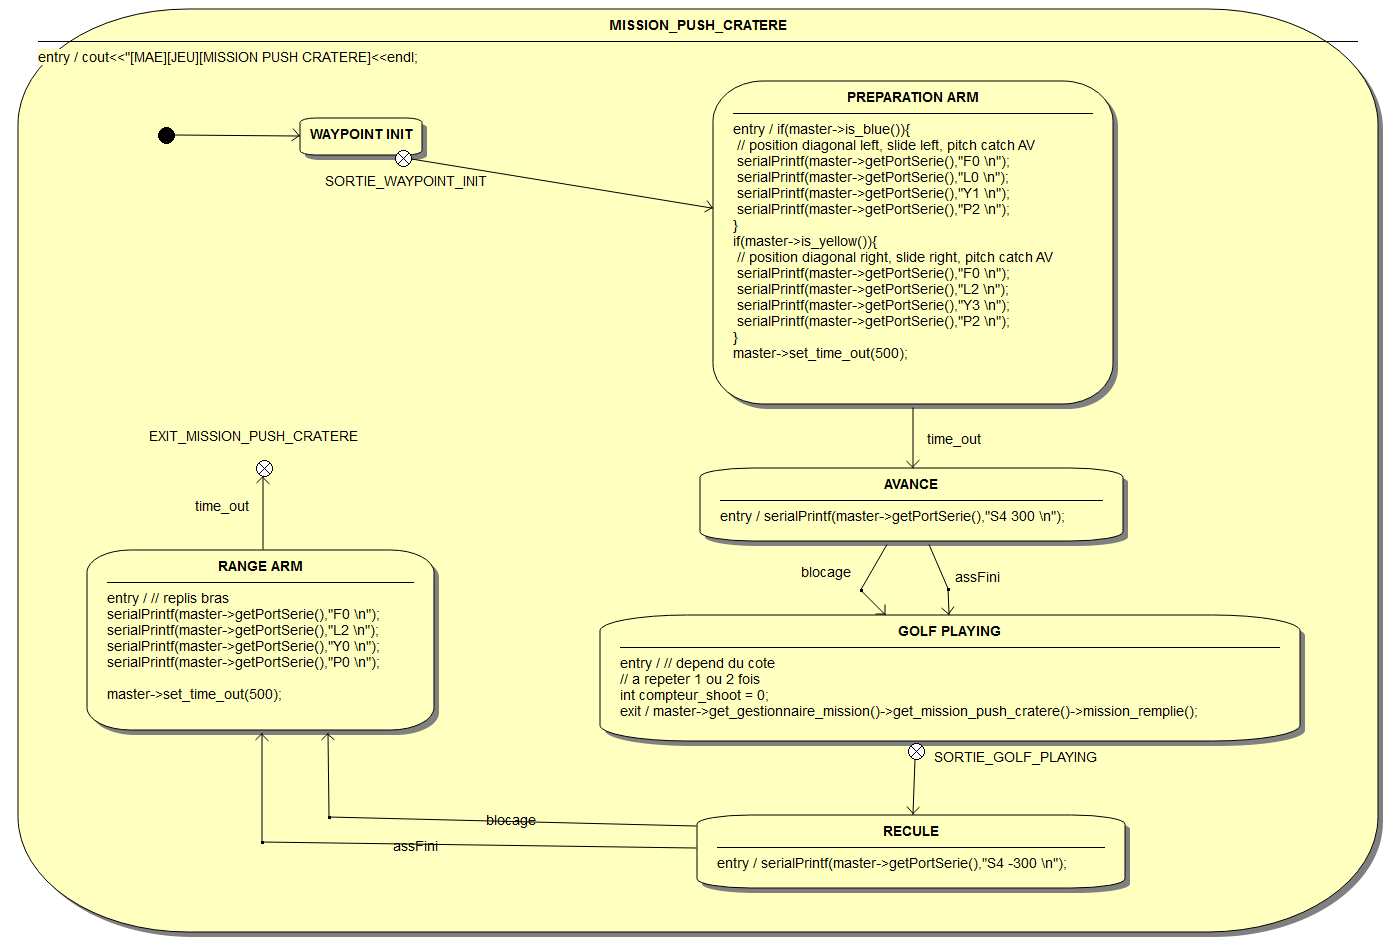 MISSION_PUSH_CRATERE
entry / cout<<"[MAE][JEU][MISSION PUSH CRATERE]<<endl;
WAYPOINT INIT
SORTIE_WAYPOINT_INIT
PREPARATION ARM
entry / if(master->is_blue()){
// position diagonal left, slide left, pitch catch AV
serialPrintf(master->getPortSerie(),"F0 \n");
serialPrintf(master->getPortSerie(),"L0 \n");
serialPrintf(master->getPortSerie(),"Y1 \n");
serialPrintf(master->getPortSerie(),"P2 \n");
}
if(master->is_yellow()){
// position diagonal right, slide right, pitch catch AV
serialPrintf(master->getPortSerie(),"F0 \n");
serialPrintf(master->getPortSerie(),"L2 \n");
serialPrintf(master->getPortSerie(),"Y3 \n");
serialPrintf(master->getPortSerie(),"P2 \n");
}
master->set_time_out(500);
time_out
AVANCE
entry / serialPrintf(master->getPortSerie(),"S4 300 \n");
blocage
assFini
GOLF PLAYING
entry / // depend du cote
// a repeter 1 ou 2 fois
int compteur_shoot = 0;
exit / master->get_gestionnaire_mission()->get_mission_push_cratere()->mission_remplie();
SORTIE_GOLF_PLAYING
RECULE
entry / serialPrintf(master->getPortSerie(),"S4 -300 \n");
blocage
assFini
RANGE ARM
entry / // replis bras
serialPrintf(master->getPortSerie(),"F0 \n");
serialPrintf(master->getPortSerie(),"L2 \n");
serialPrintf(master->getPortSerie(),"Y0 \n");
serialPrintf(master->getPortSerie(),"P0 \n");
master->set_time_out(500);
time_out
EXIT_MISSION_PUSH_CRATERE